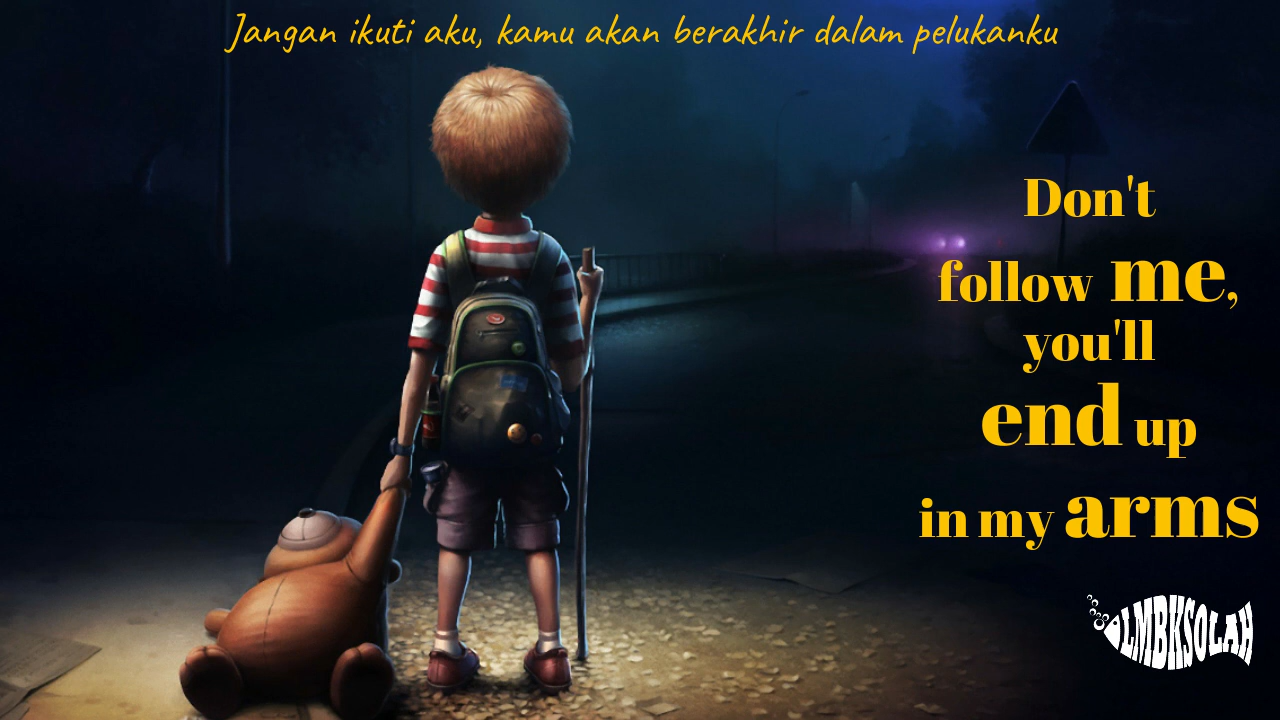 Jangan ikuti aku, kamu akan berakhir dalam pelukanku
Don't
follow me,
you'll
end up
in my arms
LMBKSOLAH